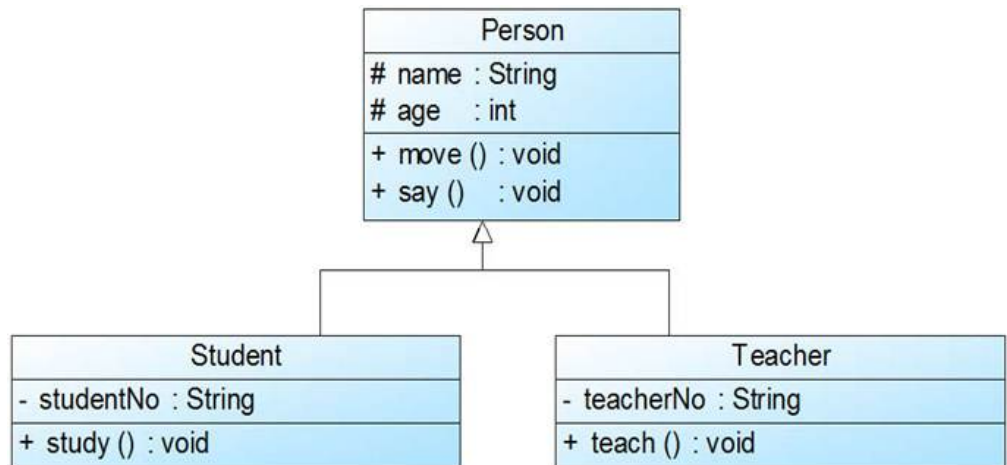 Person
# name : String
# age : int
+ move () : void
+ say () : void
Student
- studentNo : String
+ study () : void
Teacher
- teacherNo : String
+ teach () : void